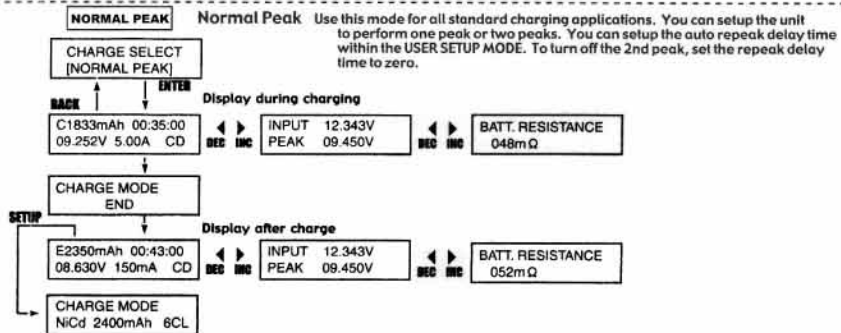 NORMAL PEAK
Normal Peak Use this mode for all standard charging applications. You can setup the unit
to perform one peak or two peaks. You can setup the auto repeak delay time
within the USER SETUP MODE. To turn off the 2nd peak, set the repeak delay
time to zero.
CHARGE SELECT
[NORMAL PEAK]
BACK ENTER
Display during charging
C1833mAh 00:35:00
09.252V 5.00A CD
DEC INC
INPUT 12.343V
PEAK 09.450V
DEC INC
BATT. RESISTANCE
048mΩ
CHARGE MODE
END
SETUP
Display after charge
E2350mAh 00:43:00
08.630V 150mA CD
DEC INC
INPUT 12.343V
PEAK 09.450V
DEC INC
BATT. RESISTANCE
052mΩ
CHARGE MODE
NiCd 2400mAh 6CL